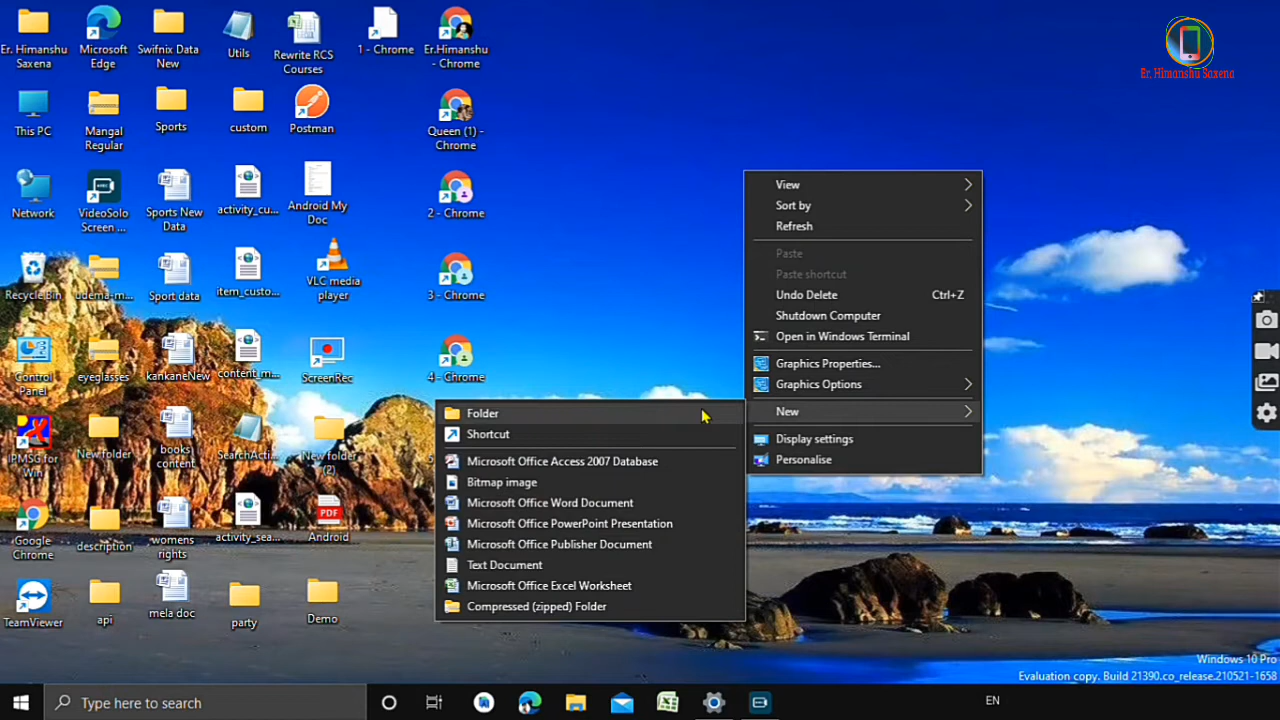 Er. Himanshu
Saxena
Microsoft
Edge
Swifnix Data
New
Utils
Rewrite RCS
Courses
1 - Chrome
Er.Himanshu
- Chrome
Er. Himanshu Saxena
This PC
Mangal
Regular
Sports
custom
Postman
Queen (1) -
Chrome
Network
VideoSolo
Screen ...
Sports New
Data
activity_cu...
Android My
Doc
2 - Chrome
Recycle Bin
udema-m...
Sport data
item_custo...
VLC media
player
3 - Chrome
Control
Panel
eyeglasses
kankaneNew
content_m...
ScreenRec
4 - Chrome
IPMSG for
Win
New folder
books
content
SearchActi...
New folder
(2)
Google
Chrome
description
womens
rights
activity_sea...
PDF
Android
TeamViewer
api
mela doc
party
Demo
View
Sort by
Refresh
Paste
Paste shortcut
Undo Delete Ctrl+Z
Shutdown Computer
Open in Windows Terminal
Graphics Properties...
Graphics Options
New
Display settings
Personalise
Folder
Shortcut
Microsoft Office Access 2007 Database
Bitmap image
Microsoft Office Word Document
Microsoft Office PowerPoint Presentation
Microsoft Office Publisher Document
Text Document
Microsoft Office Excel Worksheet
Compressed (zipped) Folder
Windows 10 Pro
Evaluation copy. Build 21390.co_release.210521-1658
Type here to search
EN